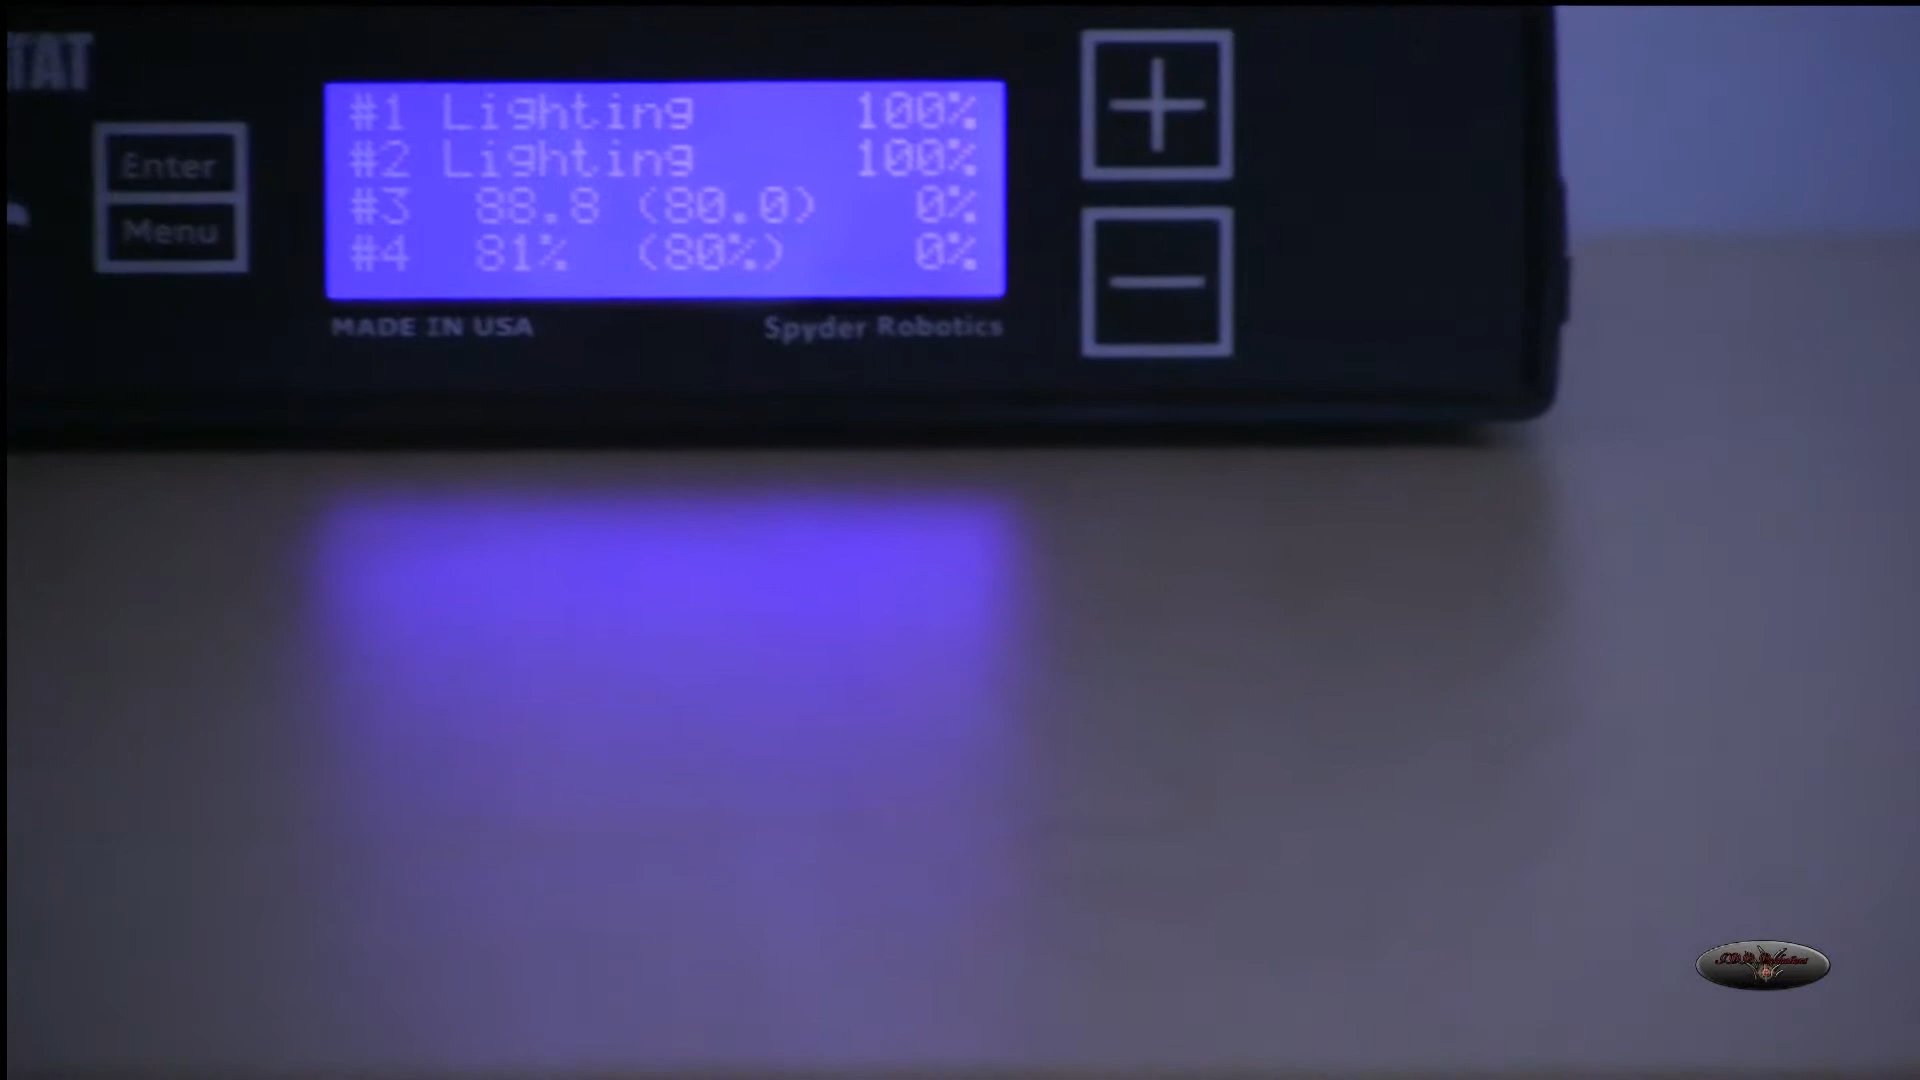 TAT
Enter
Menu
#1 Lighting 100%
#2 Lighting 100%
#3 88.8 (80.0) 0%
#4 81% (80%) 0%
MADE IN USA
Spyder Robotics